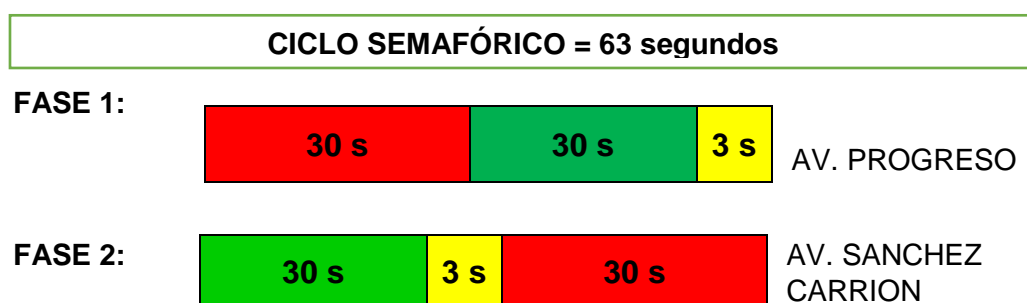 CICLO SEMAFÓRICO = 63 segundos
FASE 1:
30 s 30 s 3 s
AV. PROGRESO
FASE 2:
30 s 3 s 30 s
AV. SANCHEZ
CARRION